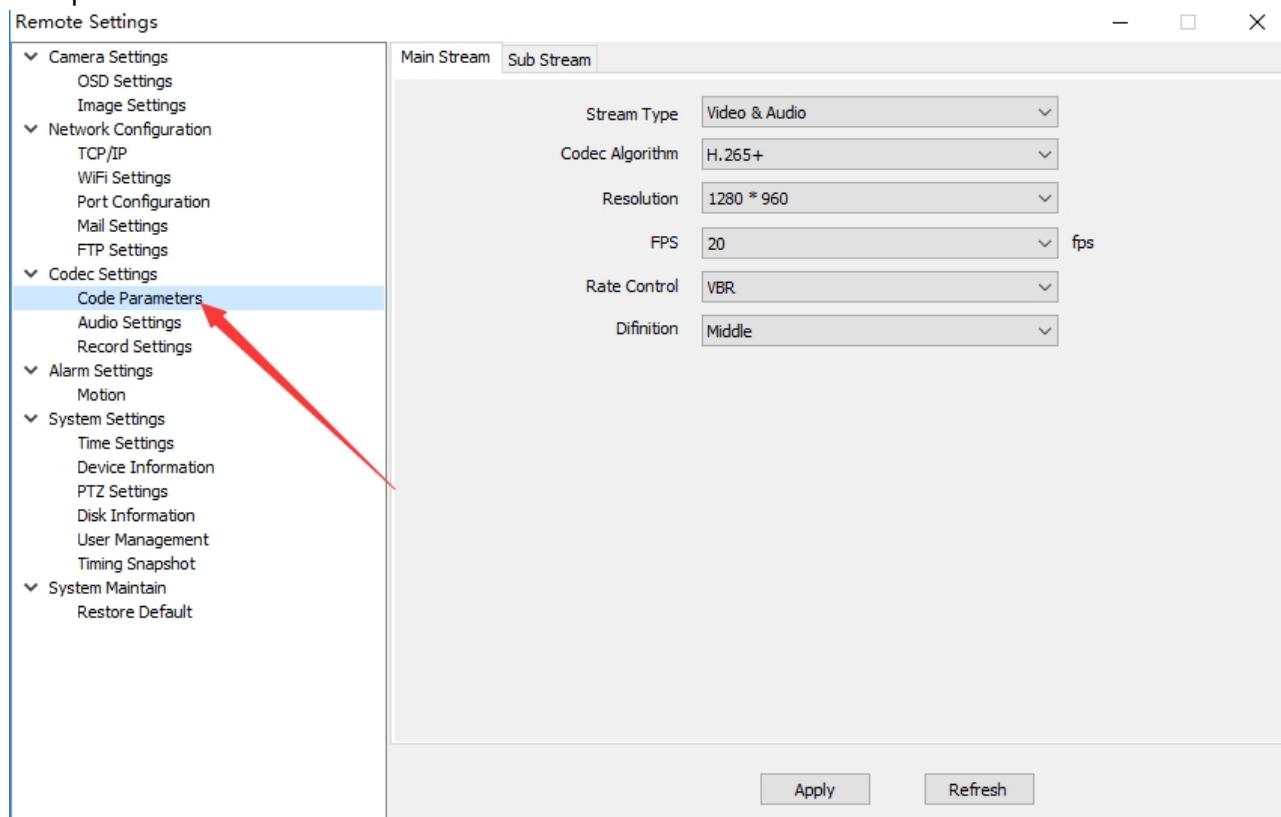 Remote Settings
Camera Settings
OSD Settings
Image Settings
Network Configuration
TCP/IP
WiFi Settings
Port Configuration
Mail Settings
FTP Settings
Codec Settings
Code Parameters
Audio Settings
Record Settings
Alarm Settings
Motion
System Settings
Time Settings
Device Information
PTZ Settings
Disk Information
User Management
Timing Snapshot
System Maintain
Restore Default
Main Stream Sub Stream
Stream Type Video & Audio
Codec Algorithm H.265+
Resolution 1280 * 960
FPS 20 fps
Rate Control VBR
Difinition Middle
Apply Refresh